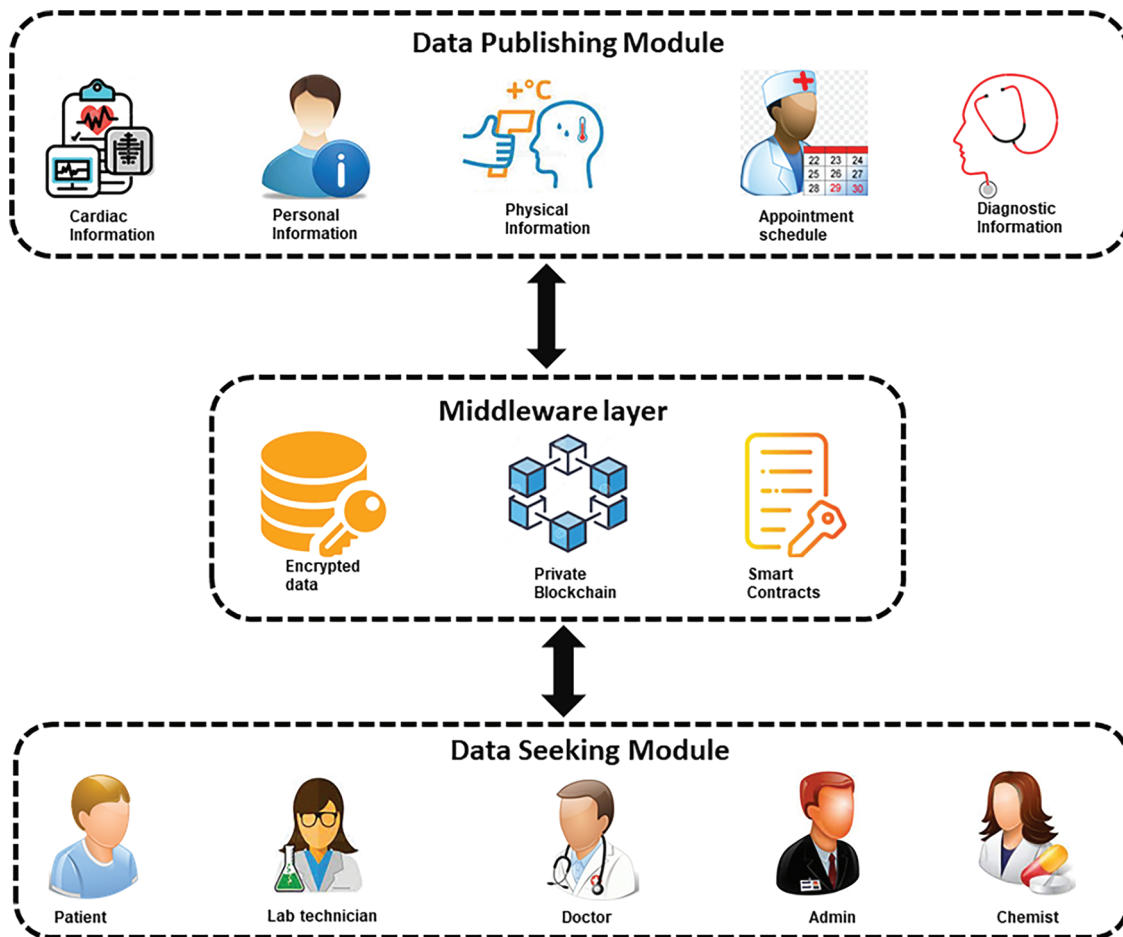 Data Publishing Module
+°C
i
22 23 24
25 26 27
28 29 30
Cardiac
Information
Personal
Information
Physical
Information
Appointment
schedule
Diagnostic
Information
Middleware layer
Encrypted
data
Private
Blockchain
Smart
Contracts
Data Seeking Module
Patient
Lab technician
Doctor
Admin
Chemist